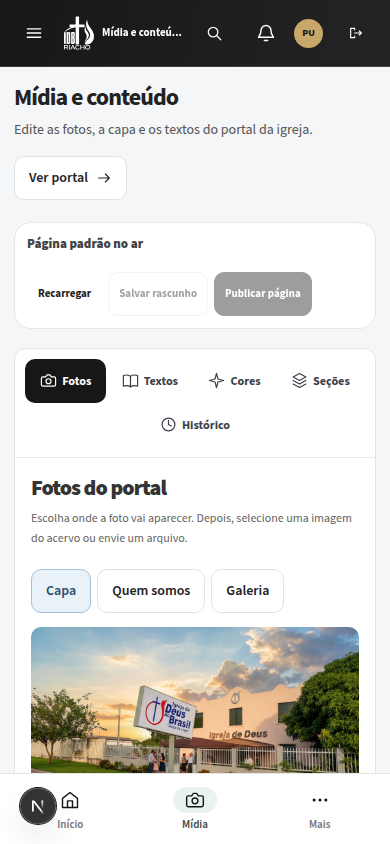 IDB
RIACHO
Mídia e conteú...
PU
Mídia e conteúdo
Edite as fotos, a capa e os textos do portal da igreja.
Ver portal
Página padrão no ar
Recarregar
Salvar rascunho
Publicar página
Fotos
Textos
Cores
Seções
Histórico
Fotos do portal
Escolha onde a foto vai aparecer. Depois, selecione uma imagem
do acervo ou envie um arquivo.
Capa
Quem somos
Galeria
Igreja de
Deus
no Brasil
Igreja de Deus
N
Início
Mídia
Mais